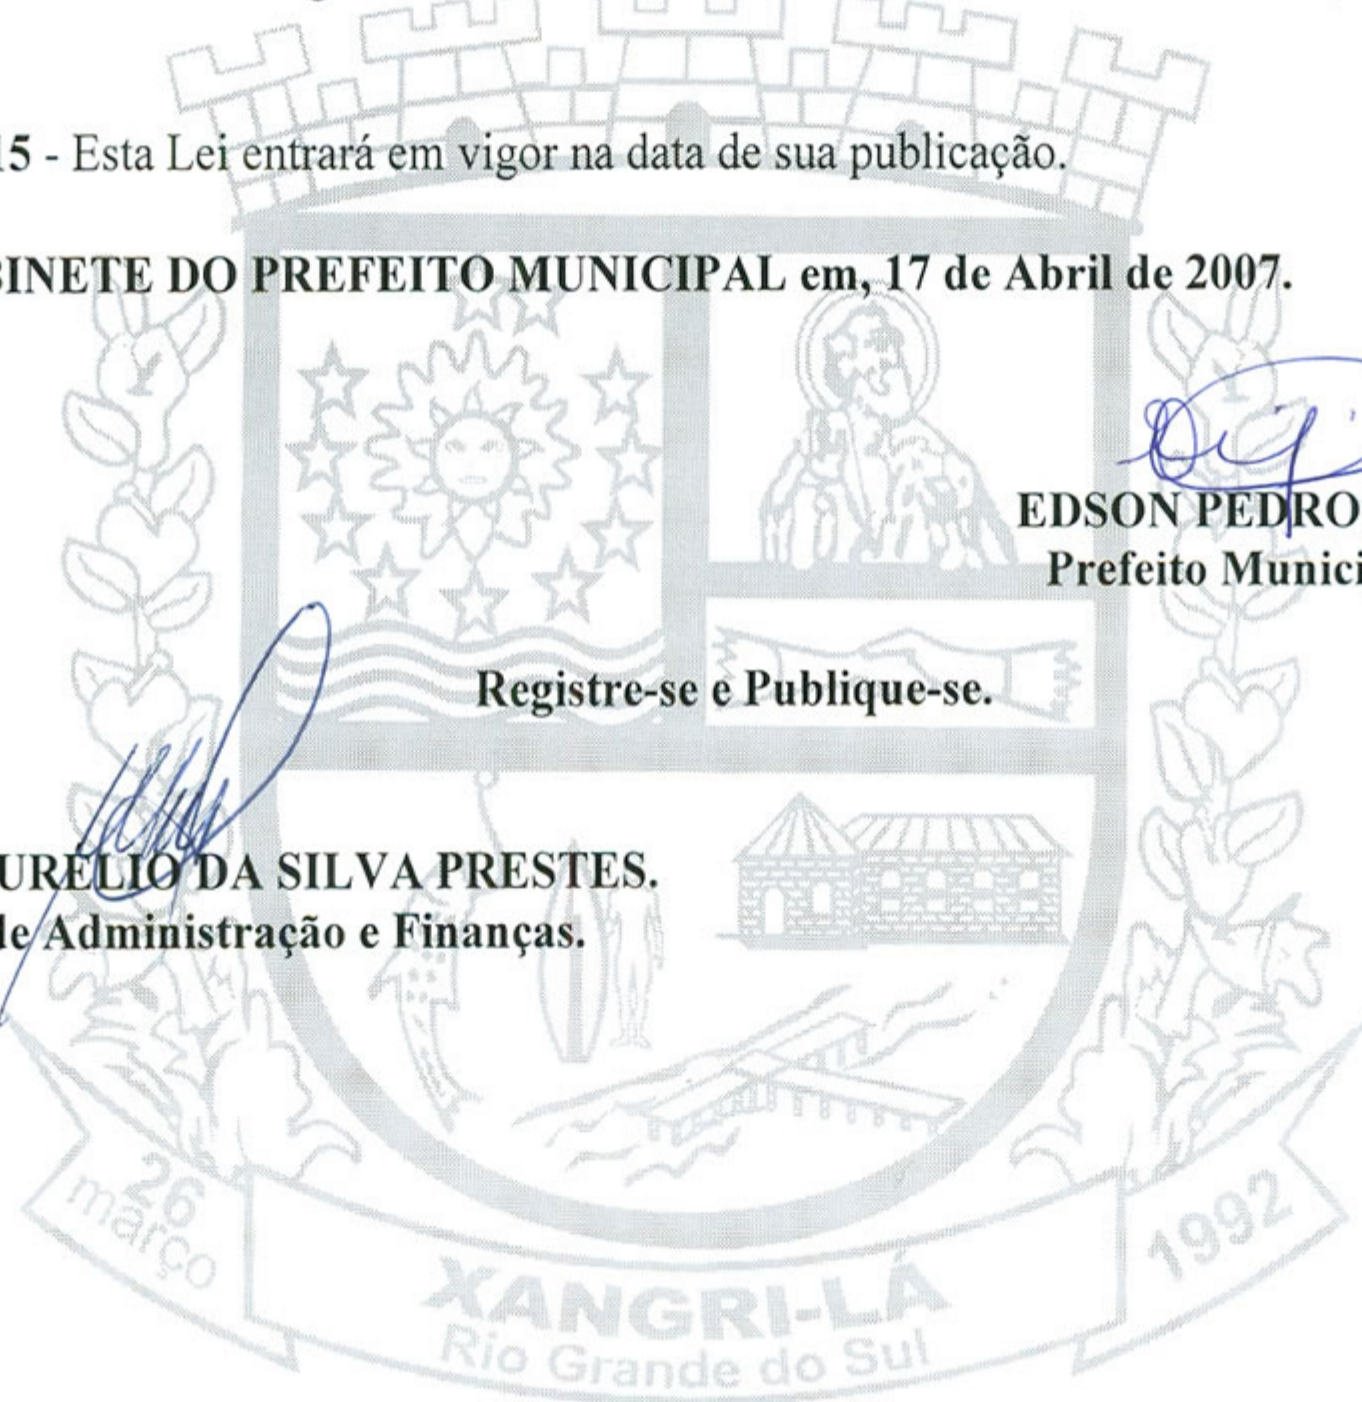 15 - Esta Lei entrará em vigor na data de sua publicação.
BINETE DO PREFEITO MUNICIPAL em, 17 de Abril de 2007.
EDSON PEDRO
Prefeito Munici
Registre-se e Publique-se.
URELIO DA SILVA PRESTES.
de Administração e Finanças.
26
março
1992
XANGRI-LÁ
Rio Grande do Sul